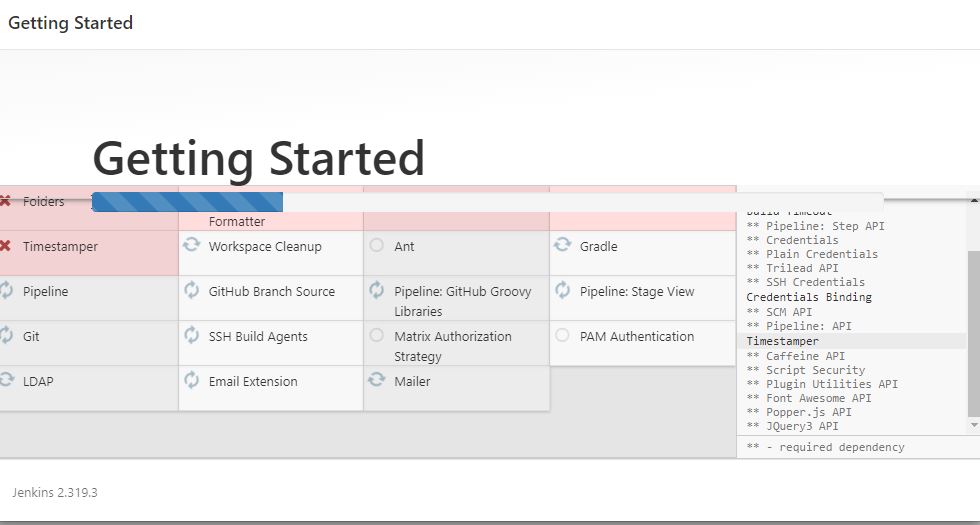 Getting Started
Getting Started
Folders
Formatter
Timestamper
Workspace Cleanup
Ant
Gradle
Pipeline
GitHub Branch Source
Pipeline: GitHub Groovy
Libraries
Pipeline: Stage View
Git
SSH Build Agents
Matrix Authorization
Strategy
PAM Authentication
LDAP
Email Extension
Mailer
Build Timeout
** Pipeline: Step API
** Credentials
** Plain Credentials
** Trilead API
** SSH Credentials
Credentials Binding
** SCM API
** Pipeline: API
Timestamper
** Caffeine API
** Script Security
** Plugin Utilities API
** Font Awesome API
** Popper.js API
** JQuery3 API
** - required dependency
Jenkins 2.319.3